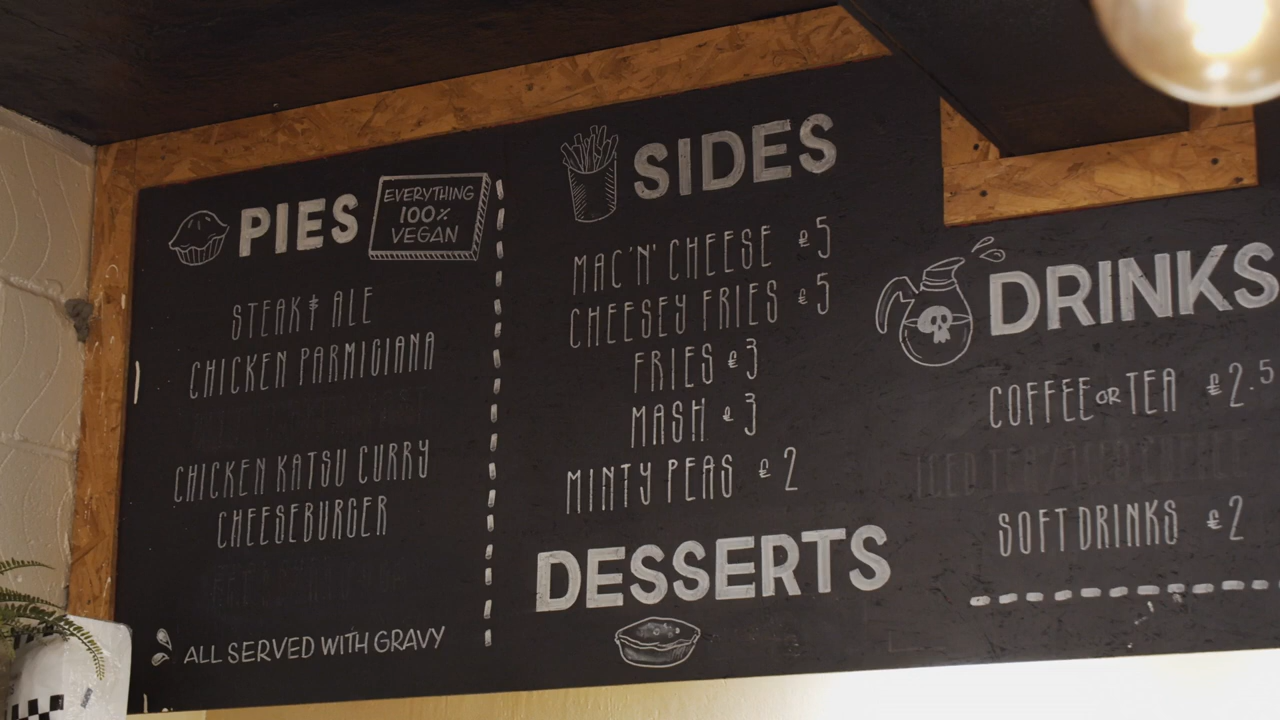 PIES
EVERYTHING
100%
VEGAN
STEAK & ALE
CHICKEN PARMIGIANA
CHICKEN KATSU CURRY
CHEESEBURGER
ALL SERVED WITH GRAVY
SIDES
MAC 'N' CHEESE £5
CHEESEY FRIES £5
FRIES £3
MASH £3
MINTY PEAS £2
DESSERTS
DRINKS
COFFEE OR TEA £2.5
SOFT DRINKS £2